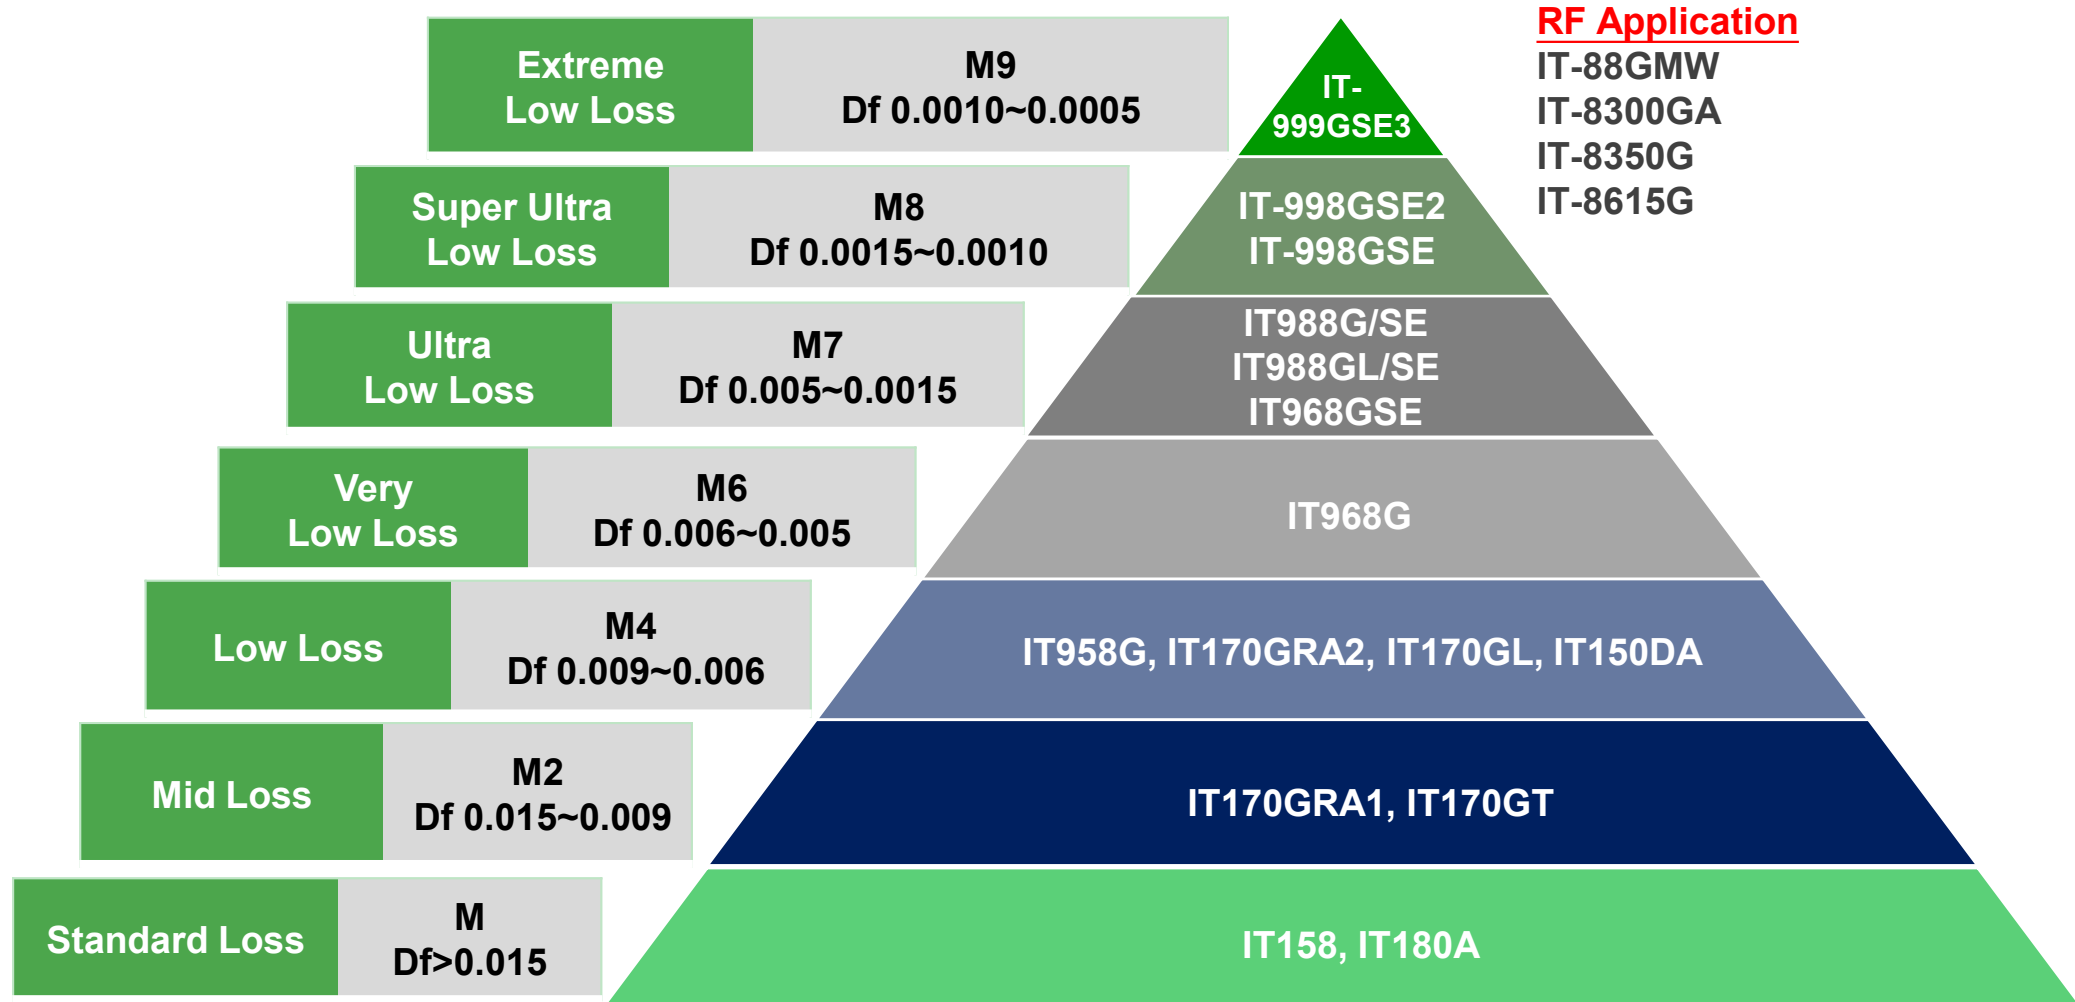 Extreme
Low Loss
M9
Df 0.0010~0.0005
IT-
999GSE3
RF Application
IT-88GMW
IT-8300GA
IT-8350G
IT-8615G
Super Ultra
Low Loss
M8
Df 0.0015~0.0010
IT-998GSE2
IT-998GSE
Ultra
Low Loss
M7
Df 0.005~0.0015
IT988G/SE
IT988GL/SE
IT968GSE
Very
Low Loss
M6
Df 0.006~0.005
IT968G
Low Loss
M4
Df 0.009~0.006
IT958G, IT170GRA2, IT170GL, IT150DA
Mid Loss
M2
Df 0.015~0.009
IT170GRA1, IT170GT
Standard Loss
M
Df>0.015
IT158, IT180A